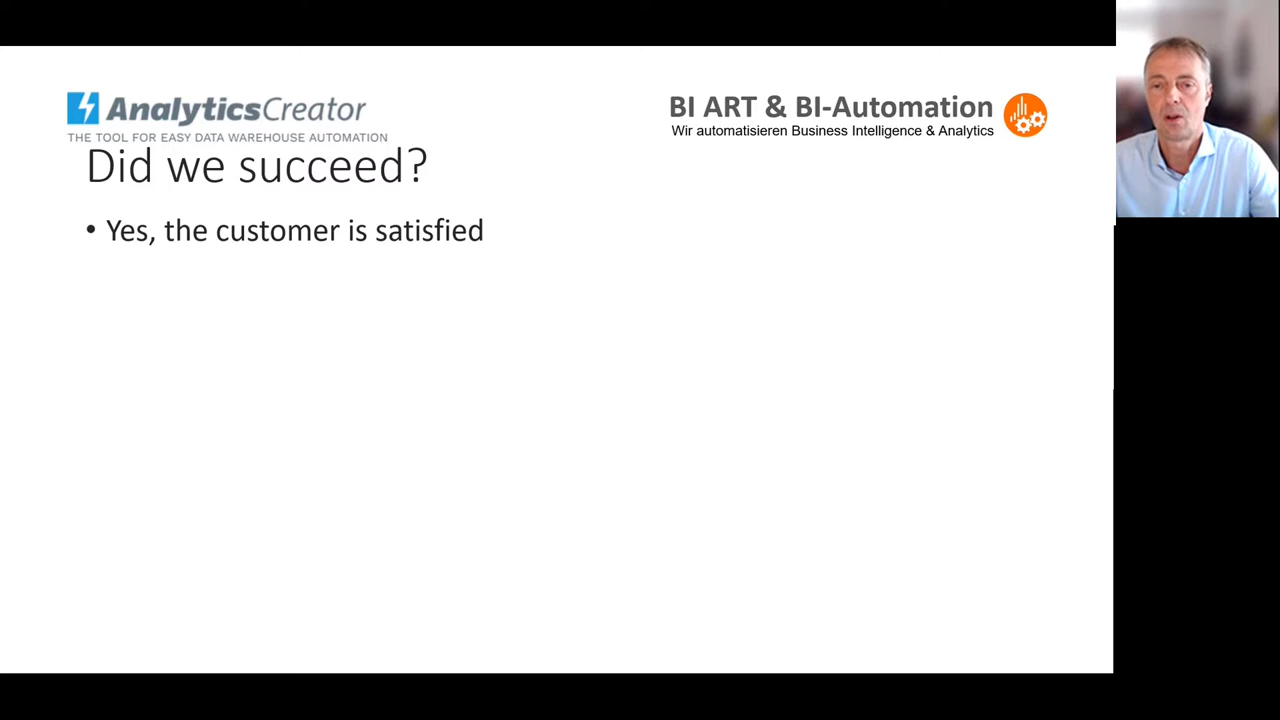 AnalyticsCreator
THE TOOL FOR EASY DATA WAREHOUSE AUTOMATION
BI ART & BI-Automation
Wir automatisieren Business Intelligence & Analytics
Did we succeed?
• Yes, the customer is satisfied